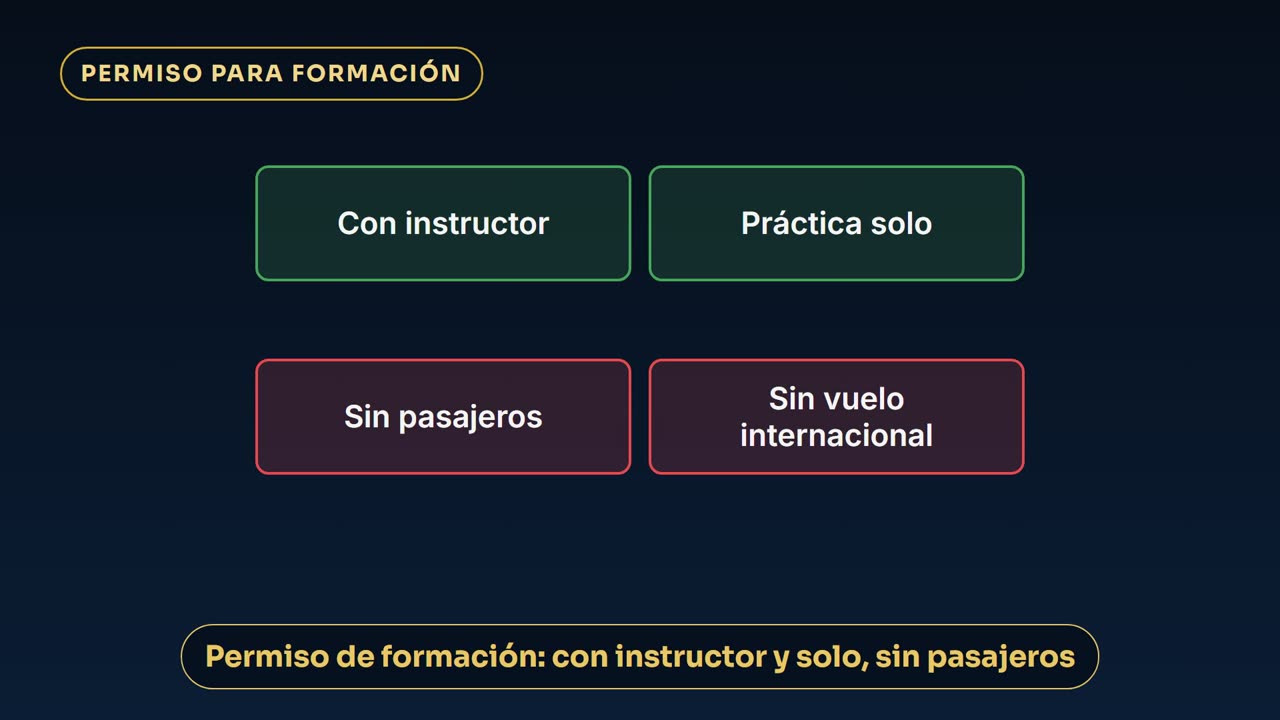 PERMISO PARA FORMACIÓN
Con instructor
Práctica solo
Sin pasajeros
Sin vuelo
internacional
Permiso de formación: con instructor y solo, sin pasajeros